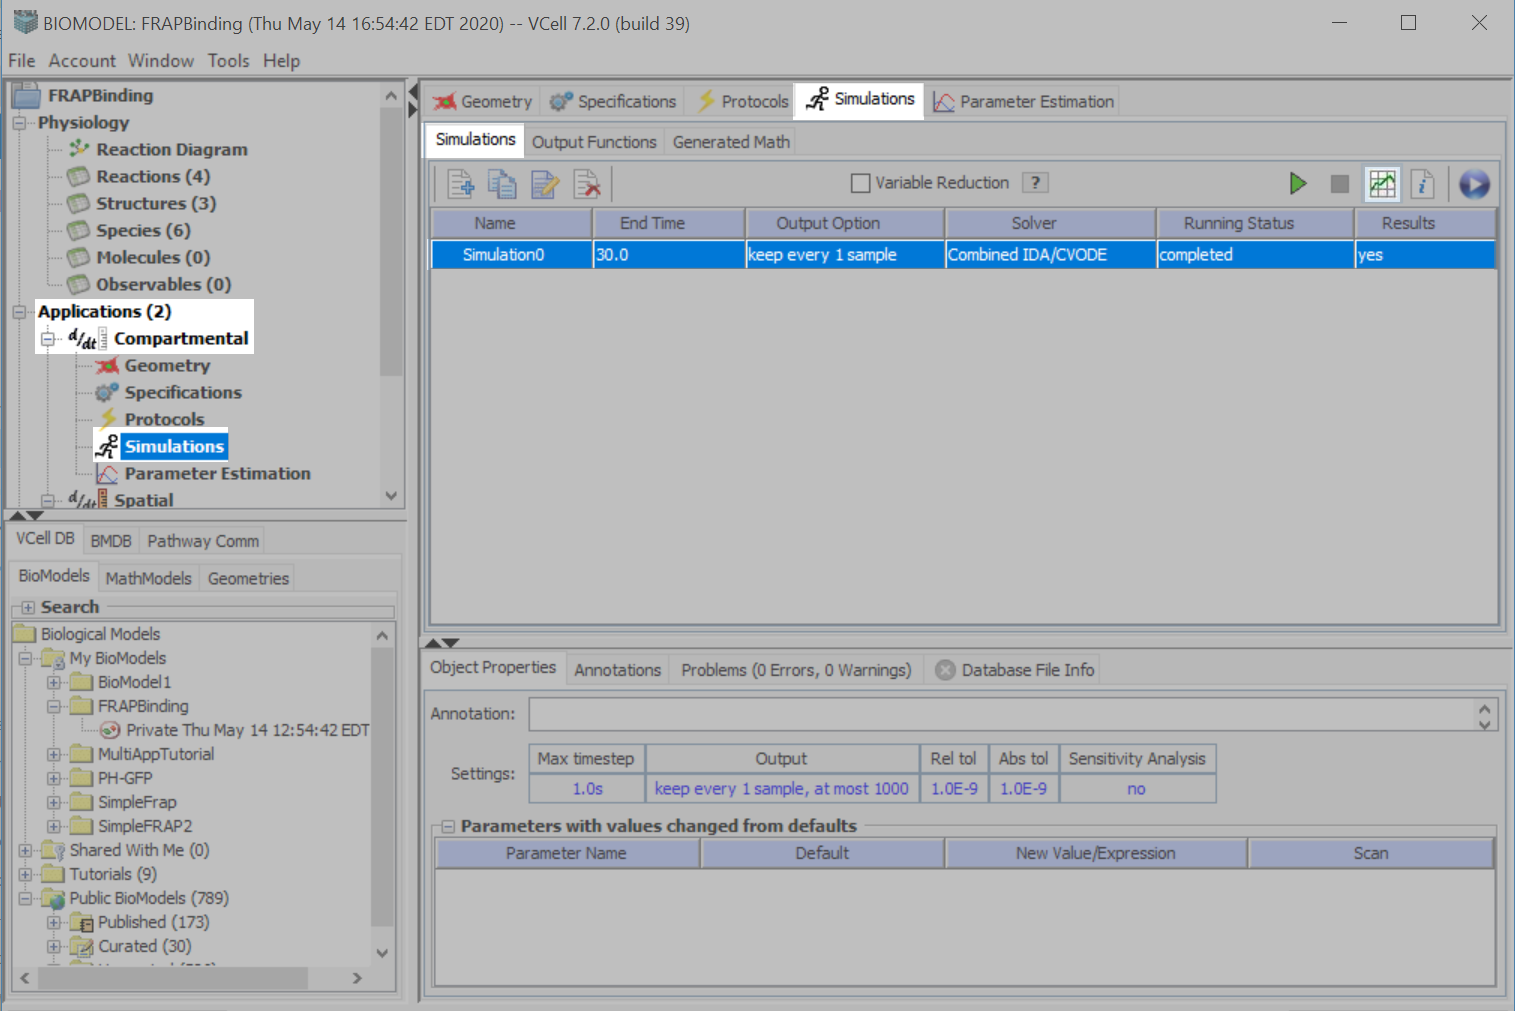 BIOMODEL: FRAPBinding (Thu May 14 16:54:42 EDT 2020) -- VCell 7.2.0 (build 39)
File Account Window Tools Help
FRAPBinding
Physiology
Reaction Diagram
Reactions (4)
Structures (3)
Species (6)
Molecules (0)
Observables (0)
Applications (2)
d/dt Compartmental
Geometry
Specifications
Protocols
Simulations
Parameter Estimation
d/dt Spatial
VCell DB BMDB Pathway Comm
BioModels MathModels Geometries
Search
Biological Models
My BioModels
BioModel1
FRAPBinding
Private Thu May 14 12:54:42 EDT
MultiAppTutorial
PH-GFP
SimpleFrap
SimpleFRAP2
Shared With Me (0)
Tutorials (9)
Public BioModels (789)
Published (173)
Curated (30)
Geometry Specifications Protocols Simulations Parameter Estimation
Simulations Output Functions Generated Math
Variable Reduction ?
Name End Time Output Option Solver Running Status Results
Simulation0 30.0 keep every 1 sample Combined IDA/CVODE completed yes
Object Properties Annotations Problems (0 Errors, 0 Warnings) Database File Info
Annotation:
Settings:
Max timestep Output Rel tol Abs tol Sensitivity Analysis
1.0s keep every 1 sample, at most 1000 1.0E-9 1.0E-9 no
Parameters with values changed from defaults
Parameter Name Default New Value/Expression Scan